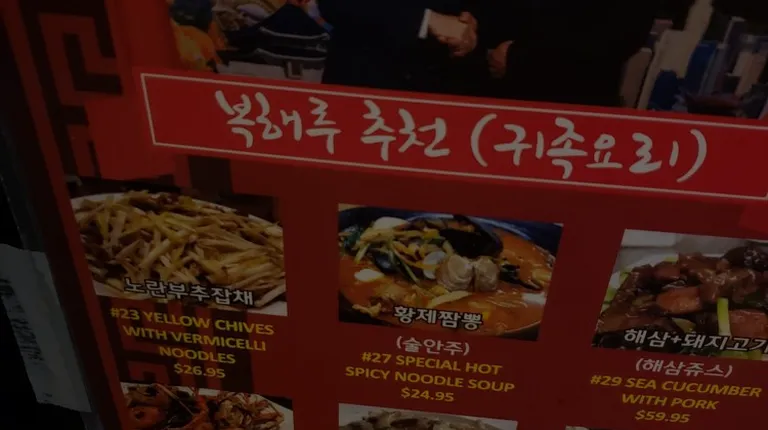 복해루 추천 (귀족요리)
노란부추잡채
#23 YELLOW CHIVES
WITH VERMICELLI
NOODLES
$26.95
황제짬뽕
(술안주)
#27 SPECIAL HOT
SPICY NOODLE SOUP
$24.95
해삼+돼지고기
(해삼쥬스)
#29 SEA CUCUMBER
WITH PORK
$59.95